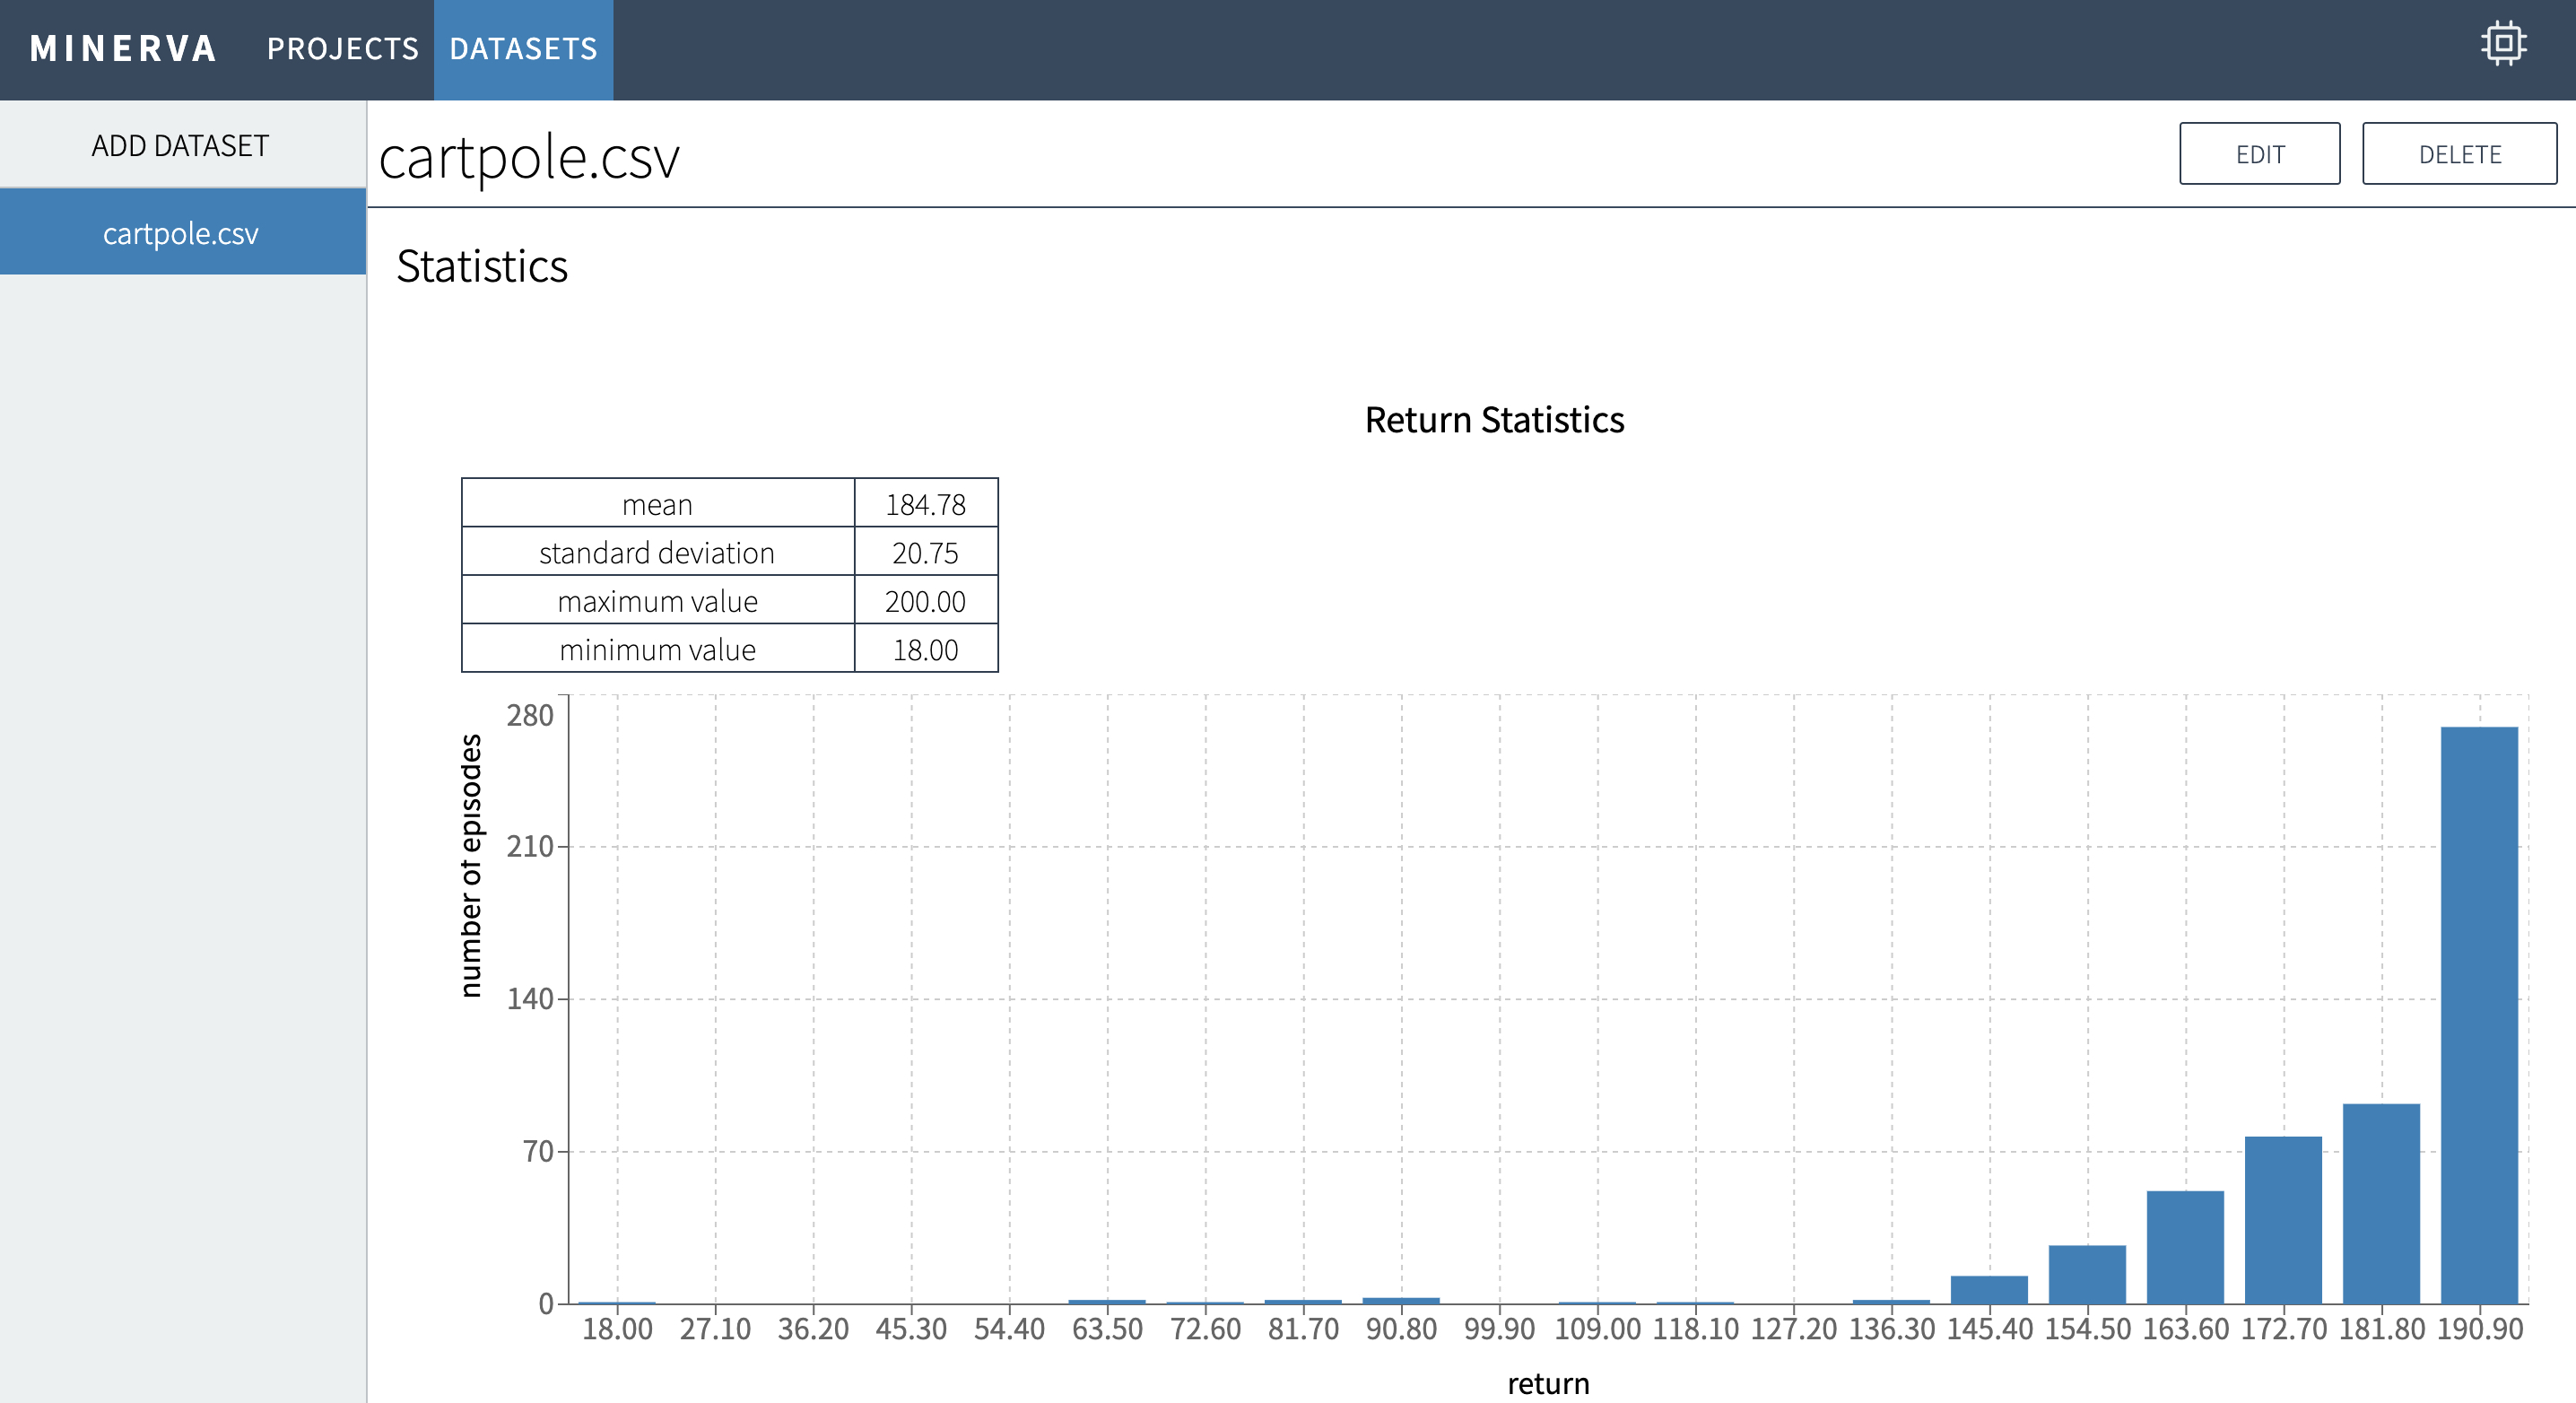 MINERVA PROJECTS DATASETS
ADD DATASET
cartpole.csv
cartpole.csv
EDIT DELETE
Statistics
Return Statistics
mean 184.78
standard deviation 20.75
maximum value 200.00
minimum value 18.00
number of episodes
280
210
140
70
0
18.00 27.10 36.20 45.30 54.40 63.50 72.60 81.70 90.80 99.90 109.00 118.10 127.20 136.30 145.40 154.50 163.60 172.70 181.80 190.90
return